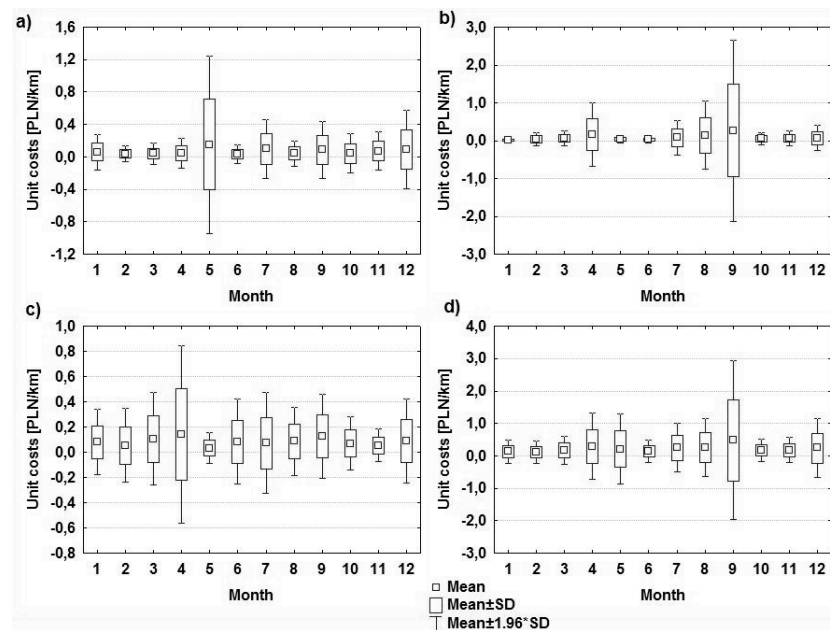 a)
Unit costs [PLN/km]
1,6
1,2
0,8
0,4
0,0
-0,4
-0,8
-1,2
1 2 3 4 5 6 7 8 9 10 11 12
Month
b)
Unit costs [PLN/km]
3,0
2,0
1,0
0,0
-1,0
-2,0
-3,0
1 2 3 4 5 6 7 8 9 10 11 12
Month
c)
Unit costs [PLN/km]
1,0
0,8
0,6
0,4
0,2
0,0
-0,2
-0,4
-0,6
-0,8
1 2 3 4 5 6 7 8 9 10 11 12
Month
d)
Unit costs [PLN/km]
4,0
3,0
2,0
1,0
0,0
-1,0
-2,0
-3,0
1 2 3 4 5 6 7 8 9 10 11 12
Month
Mean
Mean±SD
Mean±1.96*SD